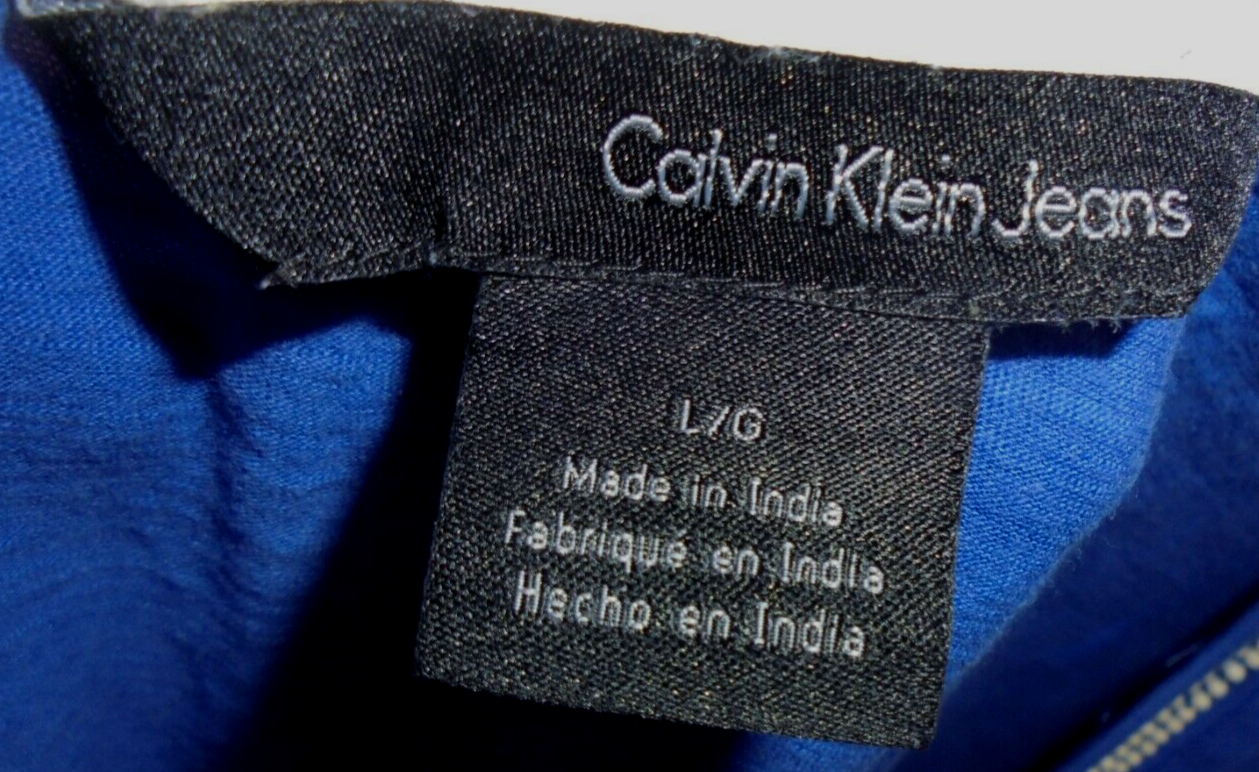 Calvin Klein Jeans
L/G
Made in India
Fabriqué en India
Hecho en India